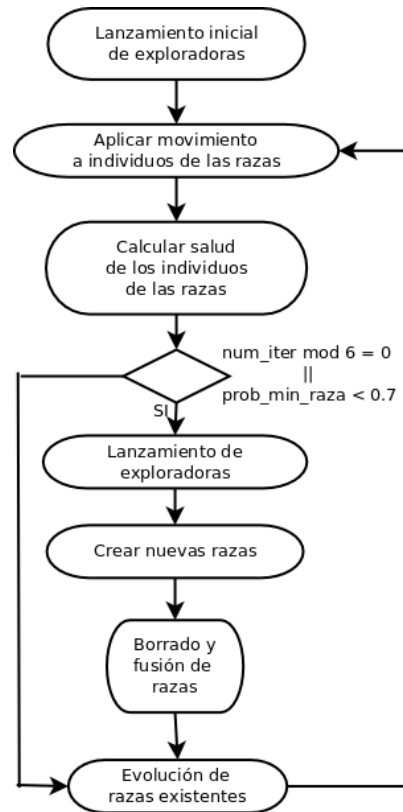 Lanzamiento inicial
de exploradoras
Aplicar movimiento
a individuos de las razas
Calcular salud
de los individuos
de las razas
num_iter mod 6 = 0
||
prob_min_raza < 0.7
SI
Lanzamiento de
exploradoras
Crear nuevas razas
Borrado y
fusión de
razas
Evolución de
razas existentes